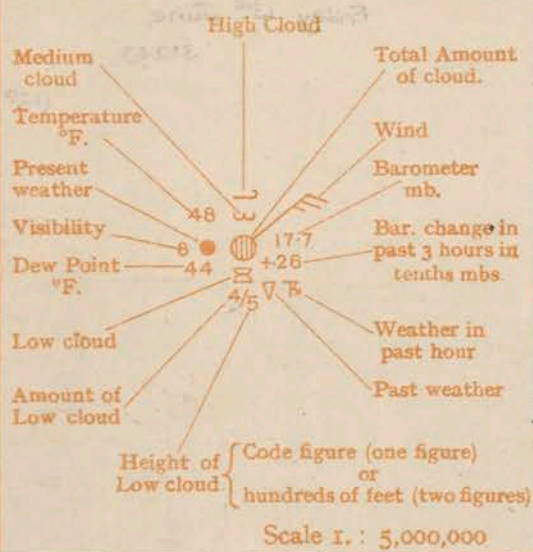 High Cloud
Medium
cloud
Total Amount
of cloud.
Temperature
°F.
Wind
Present
weather
Barometer
mb.
48
Visibility
6
17·7
Bar. change in
past 3 hours in
tenths mbs.
Dew Point
°F.
44
+26
4/5
Low cloud
Weather in
past hour
Amount of
Low cloud
Past weather
Height of
Low cloud
Code figure (one figure)
or
hundreds of feet (two figures)
Scale 1. : 5,000,000